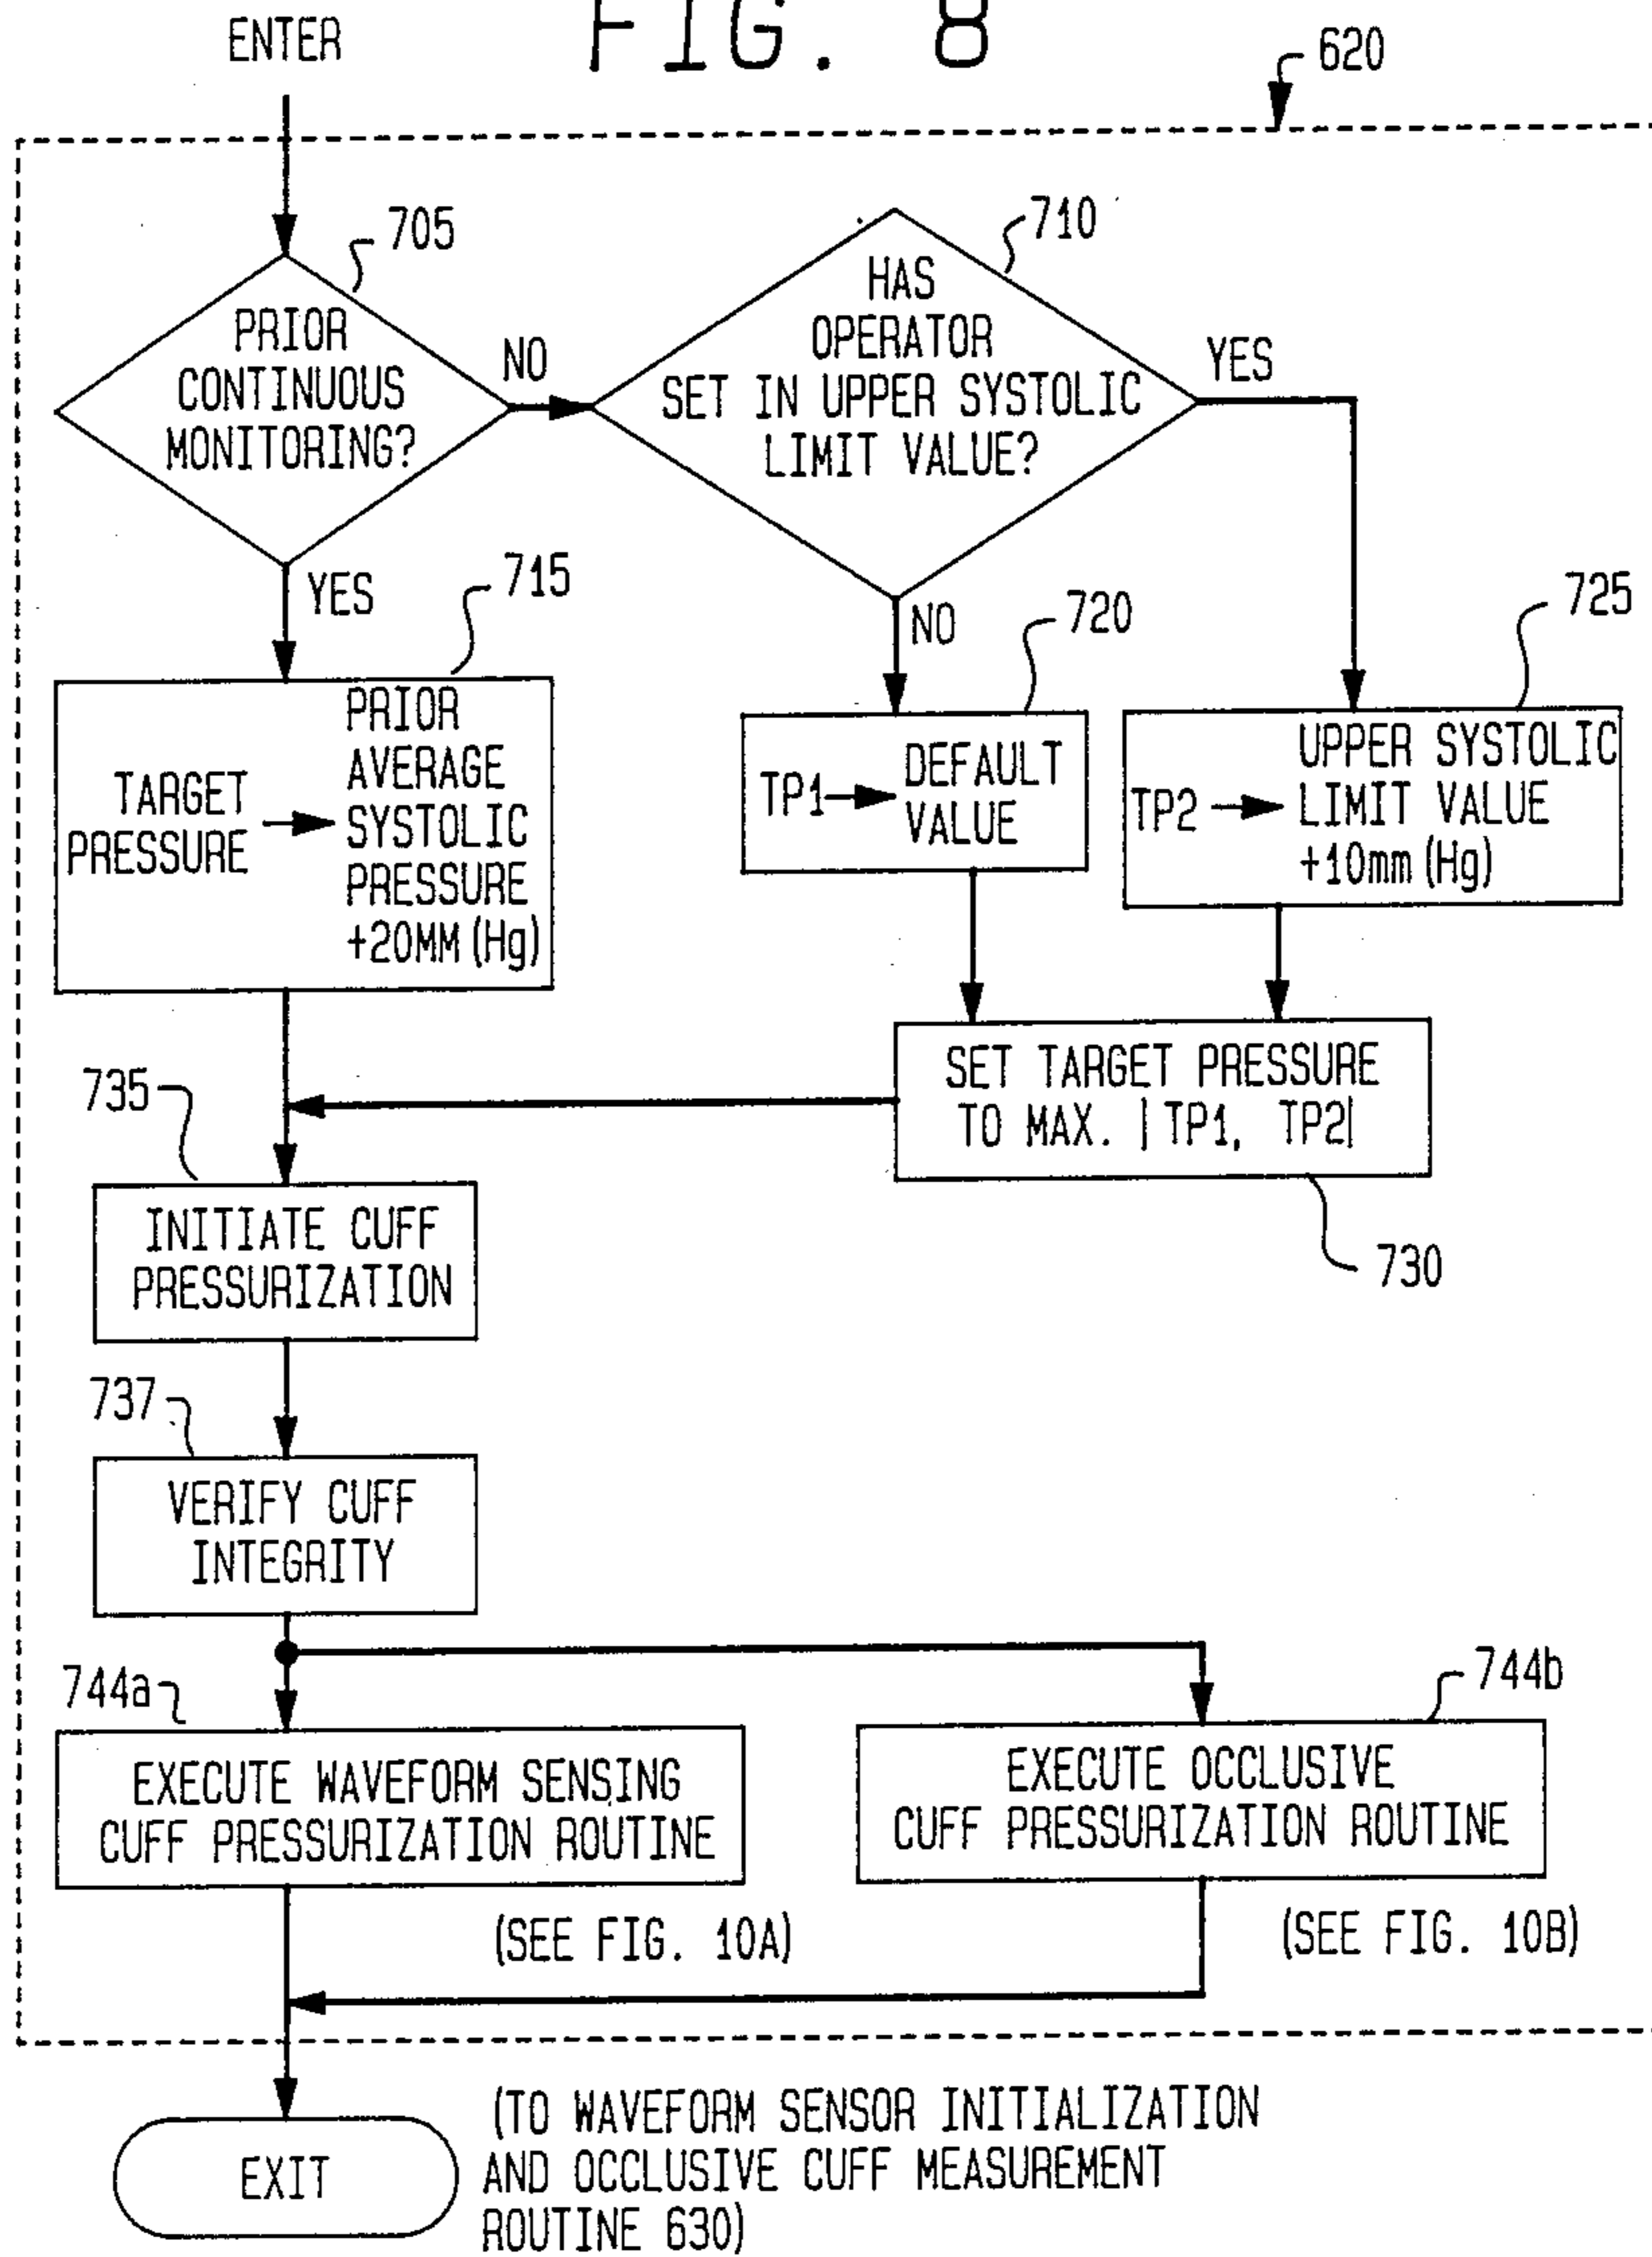 FIG. 8
ENTER
620
705
PRIOR
CONTINUOUS
MONITORING?
NO
710
HAS
OPERATOR
SET IN UPPER SYSTOLIC
LIMIT VALUE?
YES
YES
715
TARGET
PRESSURE
PRIOR
AVERAGE
SYSTOLIC
PRESSURE
+20MM (Hg)
NO
720
TP1
DEFAULT
VALUE
725
TP2
UPPER SYSTOLIC
LIMIT VALUE
+10mm (Hg)
SET TARGET PRESSURE
TO MAX. |TP1, TP2|
730
735
INITIATE CUFF
PRESSURIZATION
737
VERIFY CUFF
INTEGRITY
744a
EXECUTE WAVEFORM SENSING
CUFF PRESSURIZATION ROUTINE
(SEE FIG. 10A)
744b
EXECUTE OCCLUSIVE
CUFF PRESSURIZATION ROUTINE
(SEE FIG. 10B)
EXIT
(TO WAVEFORM SENSOR INITIALIZATION
AND OCCLUSIVE CUFF MEASUREMENT
ROUTINE 630)